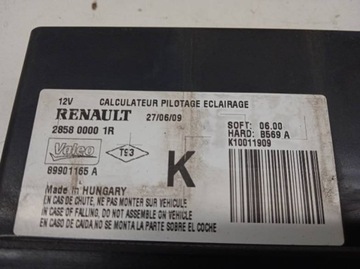 12V CALCULATEUR PILOTAGE ECLAIRAGE
RENAULT 27/06/09
2858 0000 1R
SOFT: 06.00
HARD: B569 A
K10011909
Valeo
TE3
89901165 A
K
Made in HUNGARY
EN CAS DE CHUTE, NE PAS MONTER SUR VEHICULE
IN CASE OF FALLING, DO NOT ASSEMBLE ON VEHICLE
EN CASO DE CAIDA NO SE MONTA LA PARTE SOBRE EL COCHE